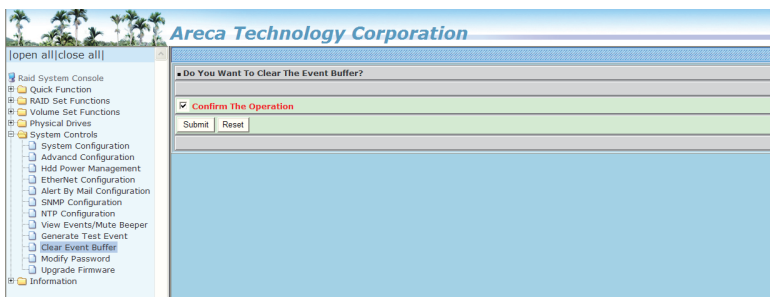 Areca Technology Corporation
|open all|close all|
Raid System Console
Quick Function
RAID Set Functions
Volume Set Functions
Physical Drives
System Controls
System Configuration
Advancd Configuration
Hdd Power Management
EtherNet Configuration
Alert By Mail Configuration
SNMP Configuration
NTP Configuration
View Events/Mute Beeper
Generate Test Event
Clear Event Buffer
Modify Password
Upgrade Firmware
Information
Do You Want To Clear The Event Buffer?
Confirm The Operation
Submit Reset